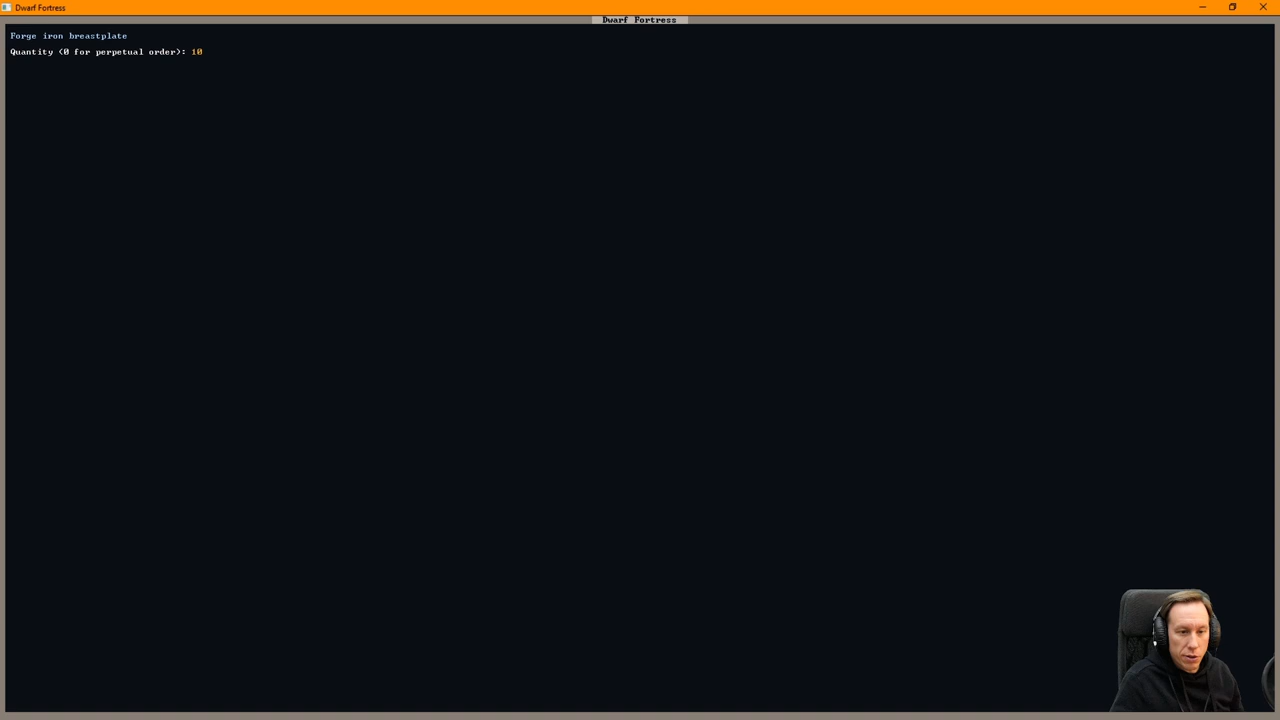 Dwarf Fortress
Dwarf Fortress
Forge iron breastplate
Quantity (0 for perpetual order): 10